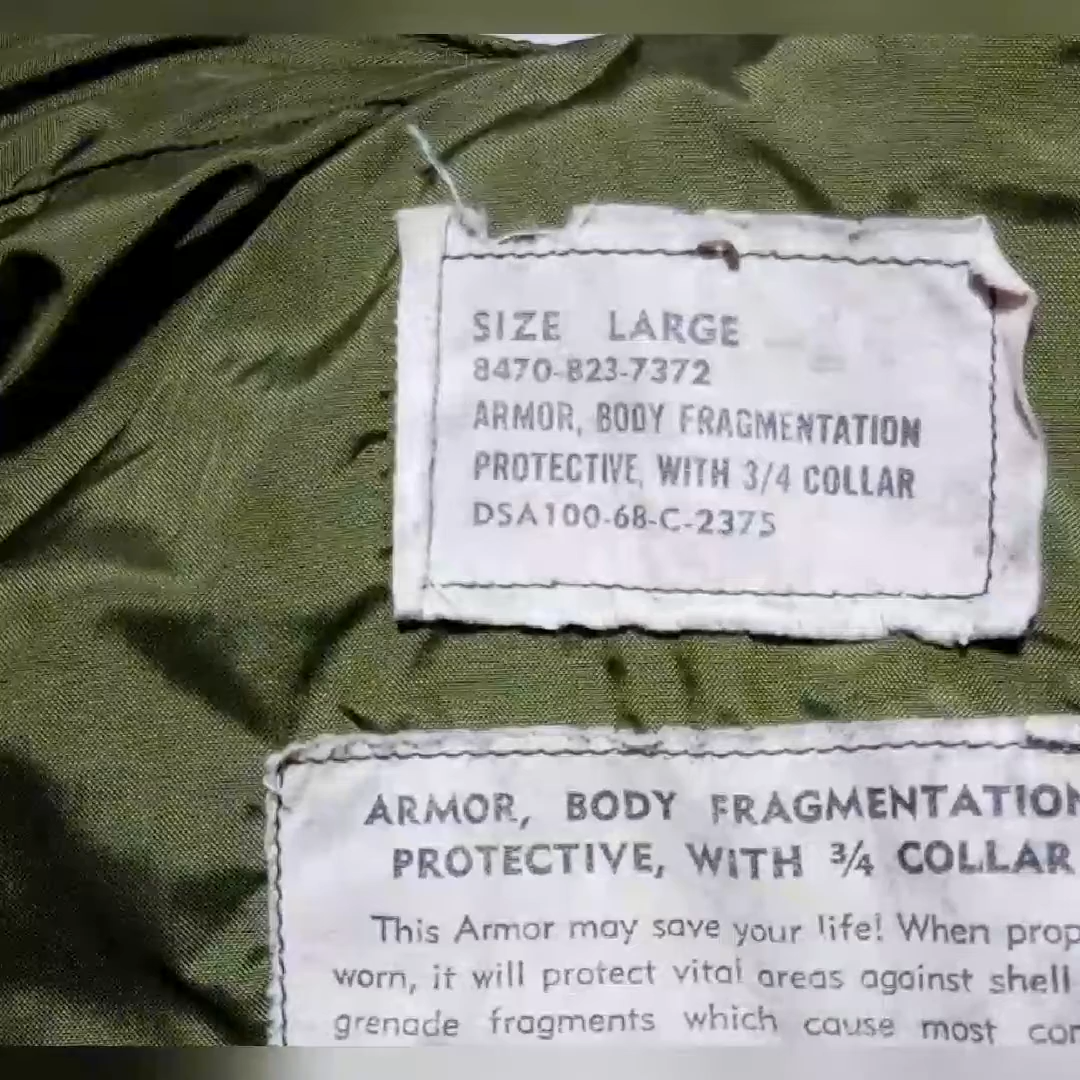 SIZE LARGE
8470-823-7372
ARMOR, BODY FRAGMENTATION
PROTECTIVE, WITH 3/4 COLLAR
DSA100-68-C-2375
ARMOR, BODY FRAGMENTATION
PROTECTIVE, WITH ¾ COLLAR
This Armor may save your life! When prop
worn, it will protect vital areas against shell
grenade fragments which cause most com